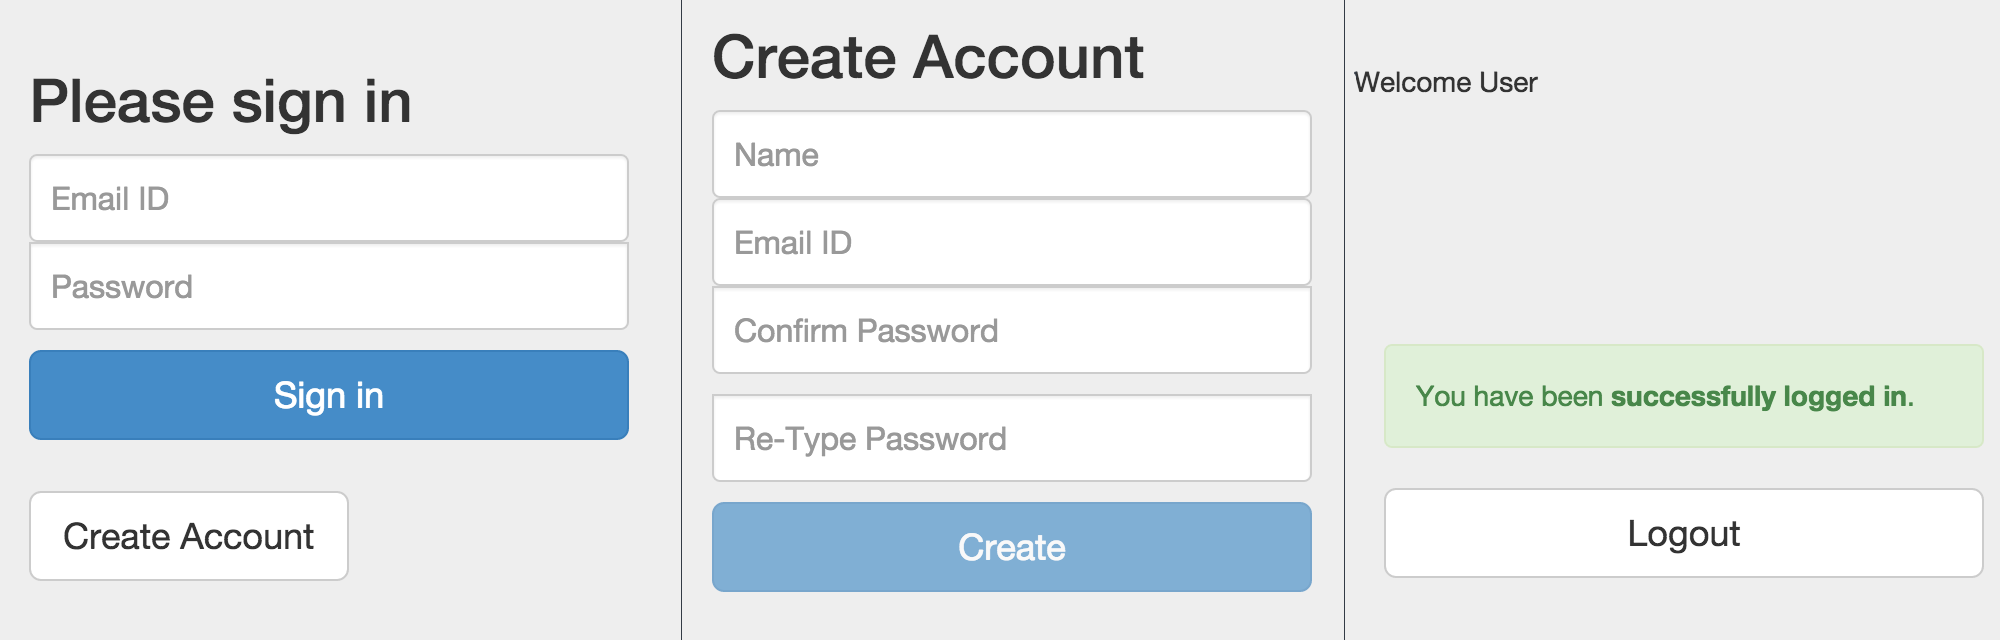 Please sign in
Email ID
Password
Sign in
Create Account
Create Account
Name
Email ID
Confirm Password
Re-Type Password
Create
Welcome User
You have been successfully logged in.
Logout